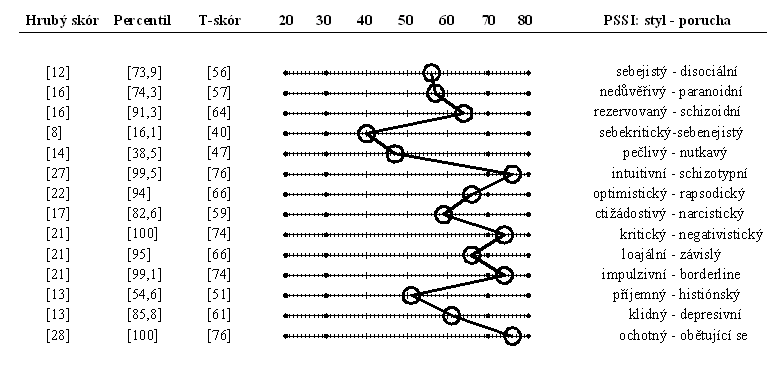 Hrubý skór Percentil T-skór 20 30 40 50 60 70 80 PSSI: styl - porucha
[12] [73,9] [56] sebejistý - disociální
[16] [74,3] [57] nedůvěřivý - paranoidní
[16] [91,3] [64] rezervovaný - schizoidní
[8] [16,1] [40] sebekritický-sebenejistý
[14] [38,5] [47] pečlivý - nutkavý
[27] [99,5] [76] intuitivní - schizotypní
[22] [94] [66] optimistický - rapsodický
[17] [82,6] [59] ctižádostivý - narcistický
[21] [100] [74] kritický - negativistický
[21] [95] [66] loajální - závislý
[21] [99,1] [74] impulzivní - borderline
[13] [54,6] [51] příjemný - histiónský
[13] [85,8] [61] klidný - depresivní
[28] [100] [76] ochotný - obětující se